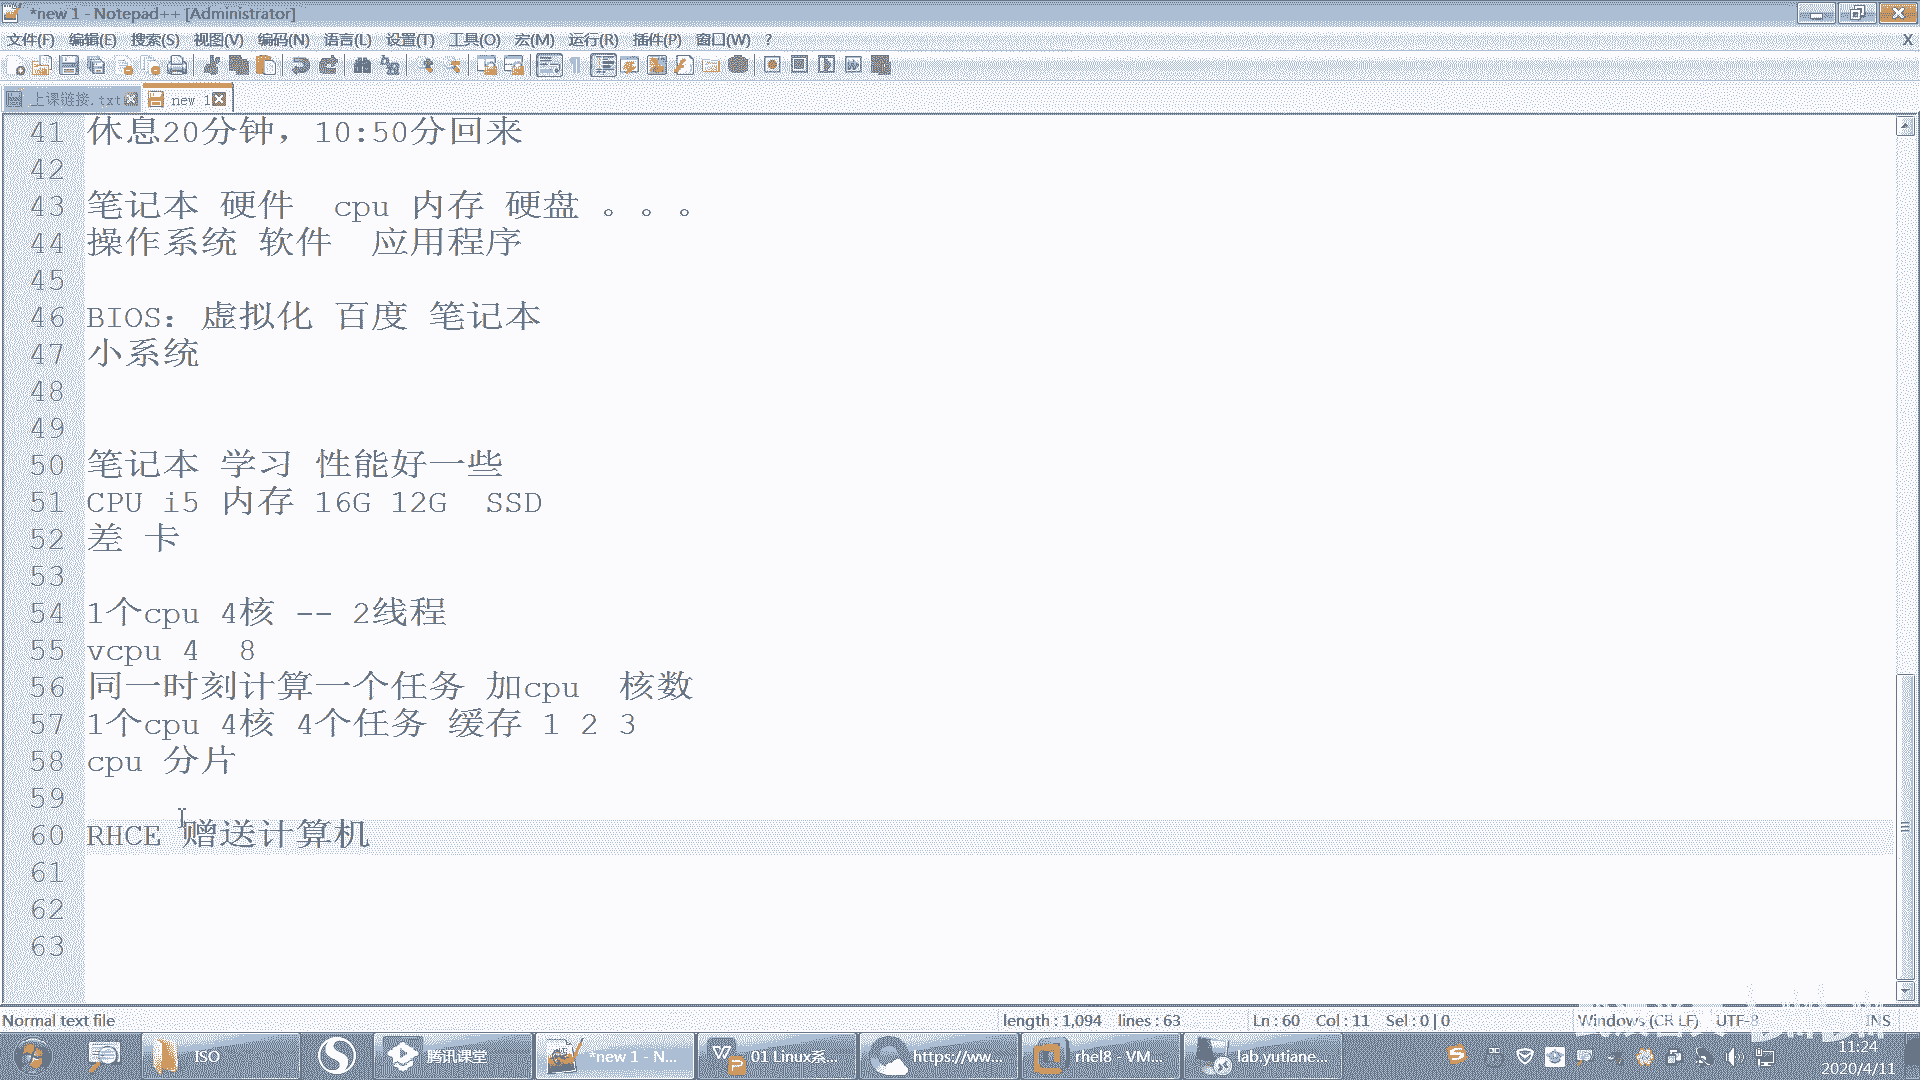 *new 1 - Notepad++ [Administrator]
文件(F) 编辑(E) 搜索(S) 视图(V) 编码(N) 语言(L) 设置(T) 工具(O) 宏(M) 运行(R) 插件(P) 窗口(W) ? X
上课链接.txt new 1
41 休息20分钟，10:50分回来
42
43 笔记本 硬件 cpu 内存 硬盘 。。。
44 操作系统 软件 应用程序
45
46 BIOS：虚拟化 百度 笔记本
47 小系统
48
49
50 笔记本 学习 性能好一些
51 CPU i5 内存 16G 12G SSD
52 差 卡
53
54 1个cpu 4核 -- 2线程
55 vcpu 4 8
56 同一时刻计算一个任务 加cpu 核数
57 1个cpu 4核 4个任务 缓存 1 2 3
58 cpu 分片
59
60 RHCE 赠送计算机
61
62
63
Normal text file length : 1,094 lines : 63 Ln : 60 Col : 11 Sel : 0 | 0 Windows (CR LF) UTF-8 INS
ISO 腾讯课堂 *new 1 - N... 01 Linux系... https://ww... rhel8 - VM... lab.yutiane... 11:24
2020/4/11